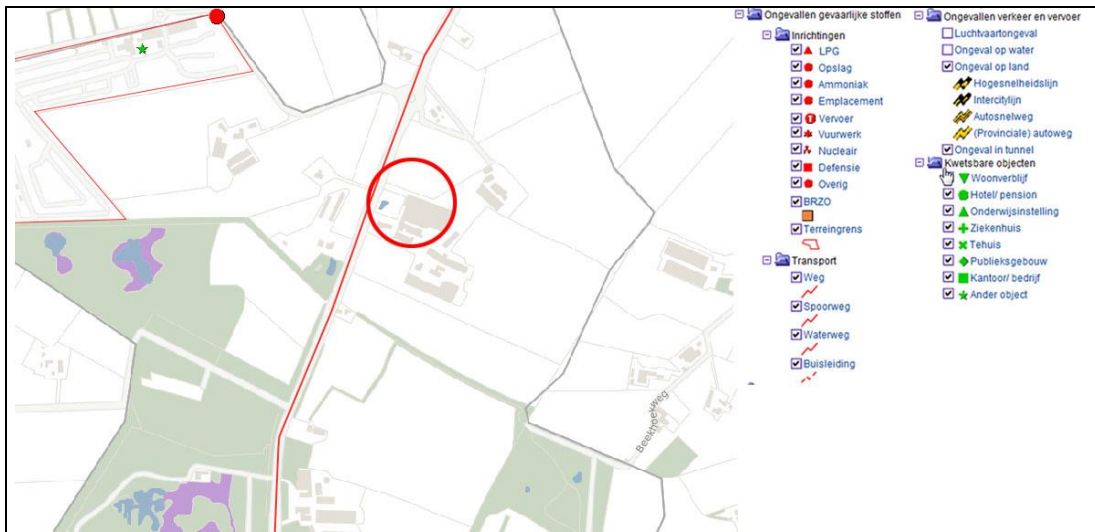 Ongevallen gevaarlijke stoffen
Inrichtingen
LPG
Opslag
Ammoniak
Emplacement
Vervoer
Vuurwerk
Nucleair
Defensie
Overig
BRZO
Terreingrens
Transport
Weg
Spoorweg
Waterweg
Buisleiding
Ongevallen verkeer en vervoer
Luchtvaartongeval
Ongeval op water
Ongeval op land
Hogesnelheidslijn
Intercitylijn
Autosnelweg
(Provinciale) autoweg
Ongeval in tunnel
Kwetsbare objecten
Woonverblijf
Hotel/ pension
Onderwijsinstelling
Ziekenhuis
Tehuis
Publieksgebouw
Kantoor/ bedrijf
Ander object